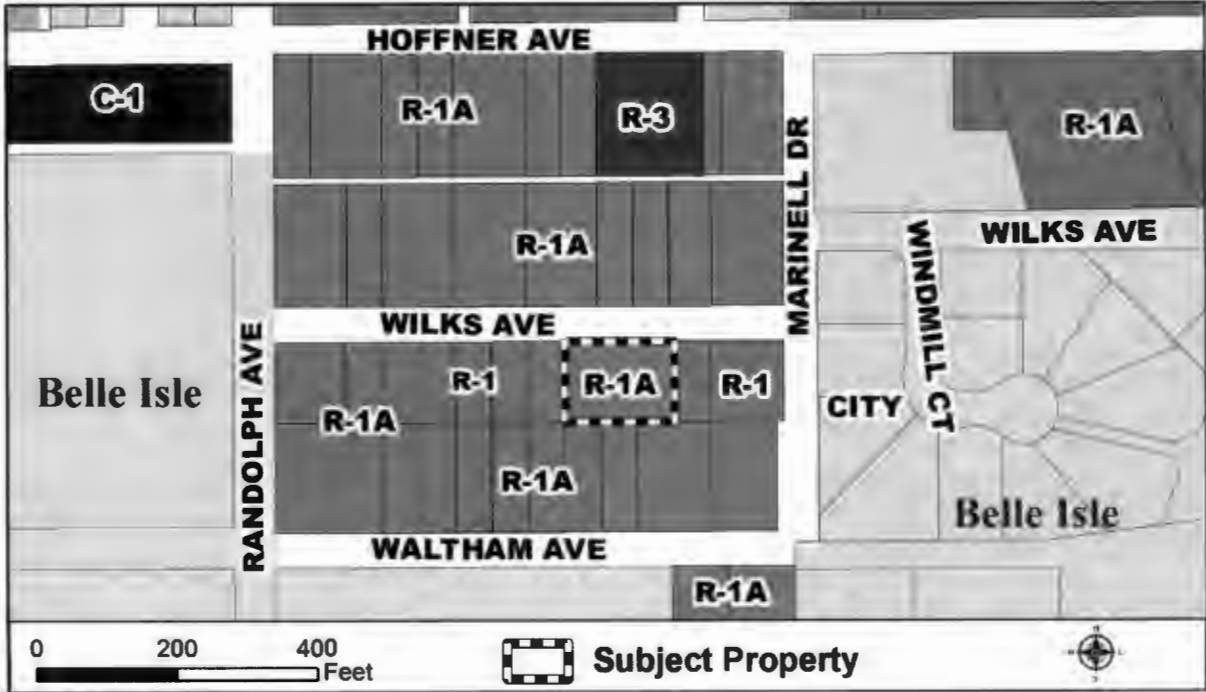 HOFFNER AVE
C-1
R-1A
R-3
R-1A
MARINELL DR
R-1A
WILKS AVE
WINDMILL CT
WILKS AVE
RANDOLPH AVE
Belle Isle
R-1
R-1A
R-1
CITY
R-1A
R-1A
Belle Isle
WALTHAM AVE
R-1A
0 200 400
Feet
Subject Property